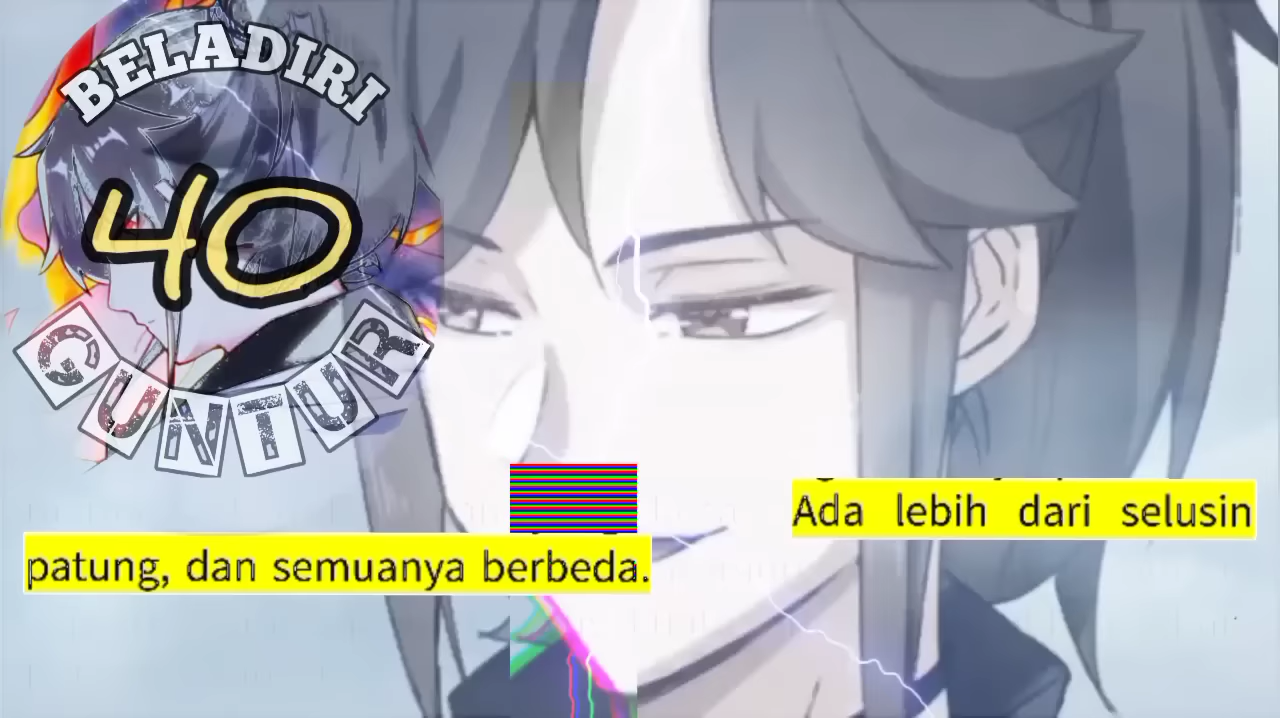 BELADIRI
40
GUNTUR
Ada lebih dari selusin
patung, dan semuanya berbeda.